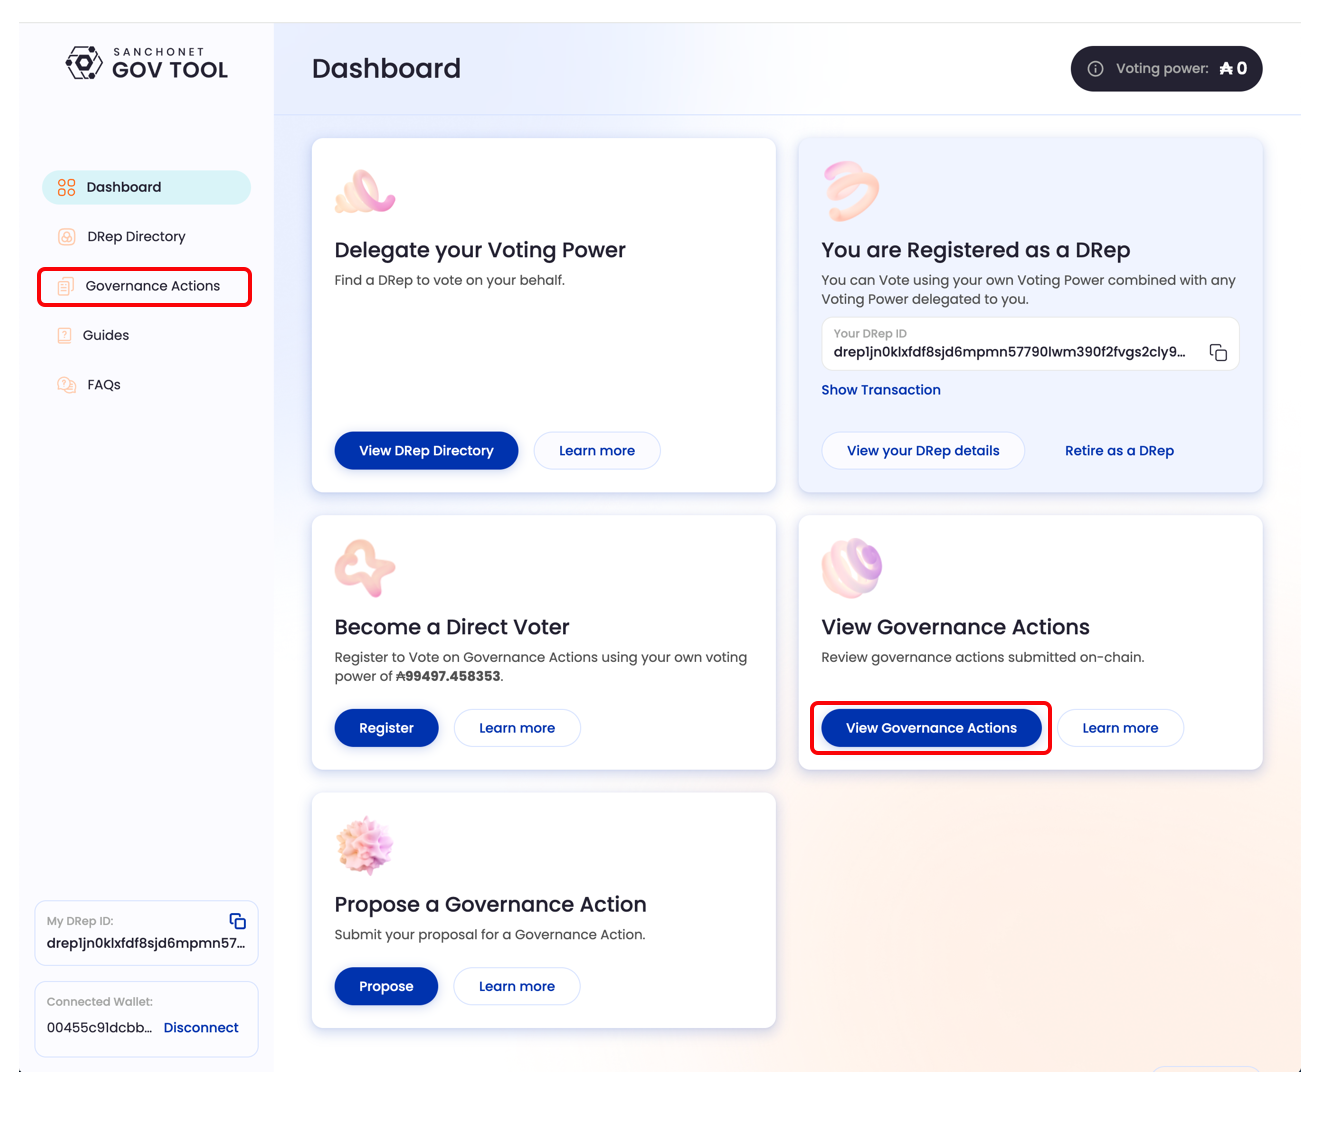 SANCHONET
GOV TOOL
Dashboard
Voting power: ₳ 0
Dashboard
DRep Directory
Governance Actions
Guides
FAQs
Delegate your Voting Power
Find a DRep to vote on your behalf.
View DRep Directory
Learn more
You are Registered as a DRep
You can Vote using your own Voting Power combined with any
Voting Power delegated to you.
Your DRep ID
drep1jn0klxfdf8sjd6mpmn57790lwm390f2fvgs2cly9...
Show Transaction
View your DRep details
Retire as a DRep
Become a Direct Voter
Register to Vote on Governance Actions using your own voting
power of ₳99497.458353.
Register
Learn more
View Governance Actions
Review governance actions submitted on-chain.
View Governance Actions
Learn more
Propose a Governance Action
Submit your proposal for a Governance Action.
Propose
Learn more
My DRep ID:
drep1jn0klxfdf8sjd6mpmn57...
Connected Wallet:
00455c91dcbb...
Disconnect